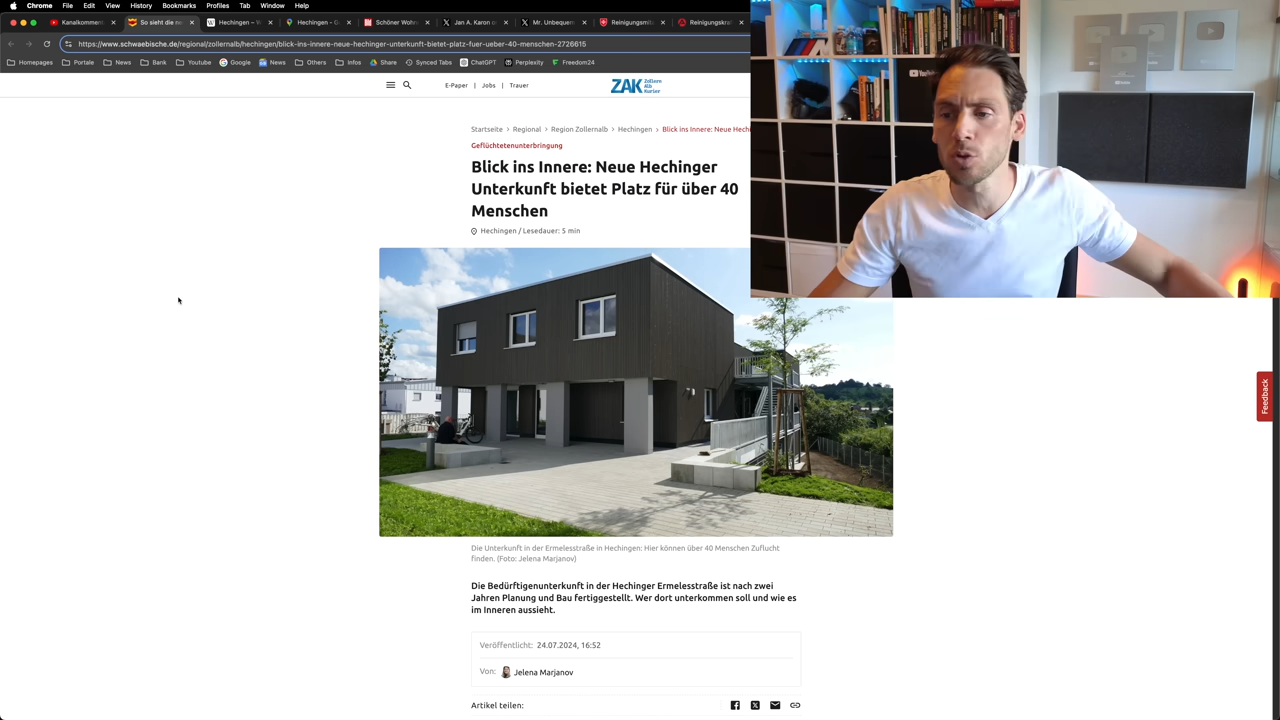 Chrome File Edit View History Bookmarks Profiles Tab Window Help
Kanalkomment
So sieht die ne
Hechingen – W
Hechingen – G
Schöner Wohn
Jan A. Karon o
Mr. Unbequem
Reinigungsmitt
Reinigungskra
https://www.schwaebische.de/regional/zollernalb/hechingen/blick-ins-innere-neue-hechinger-unterkunft-bietet-platz-fuer-ueber-40-menschen-2726615
Homepages Portale News Bank Youtube Google News Others Infos Share Synced Tabs ChatGPT Perplexity Freedom24
E-Paper | Jobs | Trauer
ZAK Zollern Alb Kurier
Startseite > Regional > Region Zollernalb > Hechingen > Blick ins Innere: Neue Hechi
Geflüchtetenunterbringung
Blick ins Innere: Neue Hechinger
Unterkunft bietet Platz für über 40
Menschen
Hechingen / Lesedauer: 5 min
Die Unterkunft in der Ermelesstraße in Hechingen: Hier können über 40 Menschen Zuflucht
finden. (Foto: Jelena Marjanov)
Die Bedürftigenunterkunft in der Hechinger Ermelesstraße ist nach zwei
Jahren Planung und Bau fertiggestellt. Wer dort unterkommen soll und wie es
im Inneren aussieht.
Veröffentlicht: 24.07.2024, 16:52
Von: Jelena Marjanov
Artikel teilen:
Feedback